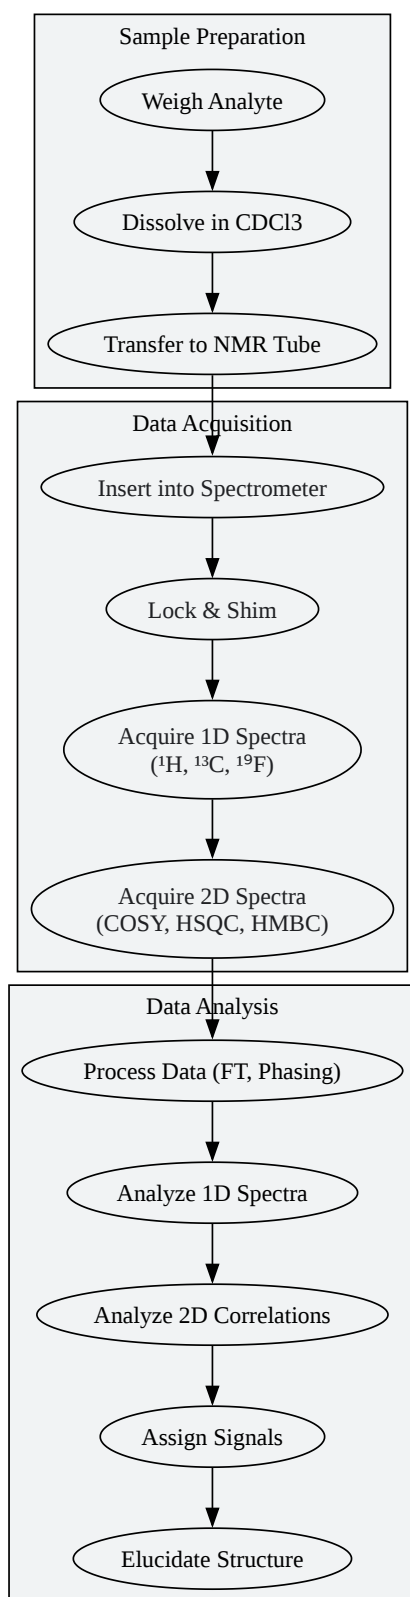 Sample Preparation
Weigh Analyte
Dissolve in CDCl3
Transfer to NMR Tube
Data Acquisition
Insert into Spectrometer
Lock & Shim
Acquire 1D Spectra
(¹H, ¹³C, ¹⁹F)
Acquire 2D Spectra
(COSY, HSQC, HMBC)
Data Analysis
Process Data (FT, Phasing)
Analyze 1D Spectra
Analyze 2D Correlations
Assign Signals
Elucidate Structure